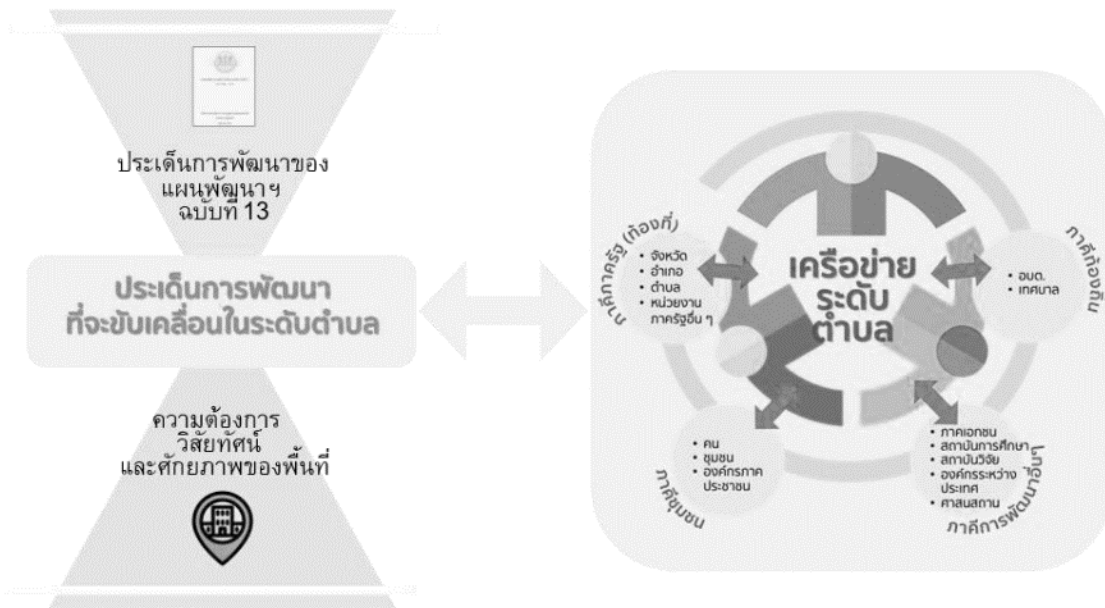 ประเด็นการพัฒนาของ
แผนพัฒนาฯ
ฉบับที่ 13
ประเด็นการพัฒนา
ที่จะขับเคลื่อนในระดับตำบล
ความต้องการ
วิสัยทัศน์
และศักยภาพของพื้นที่
ภาคีภาครัฐ (ท้องที่)
• จังหวัด
• อำเภอ
• ตำบล
• หน่วยงาน
ภาครัฐอื่น ๆ
เครือข่าย
ระดับ
ตำบล
ภาคีท้องถิ่น
• อบต.
• เทศบาล
• คน
• ชุมชน
• องค์กรภาค
ประชาชน
ภาคีชุมชน
• ภาคเอกชน
• สถาบันการศึกษา
• สถาบันวิจัย
• องค์กรระหว่าง
ประเทศ
• ศาสนสถาน
ภาคีการพัฒนาอื่นๆ